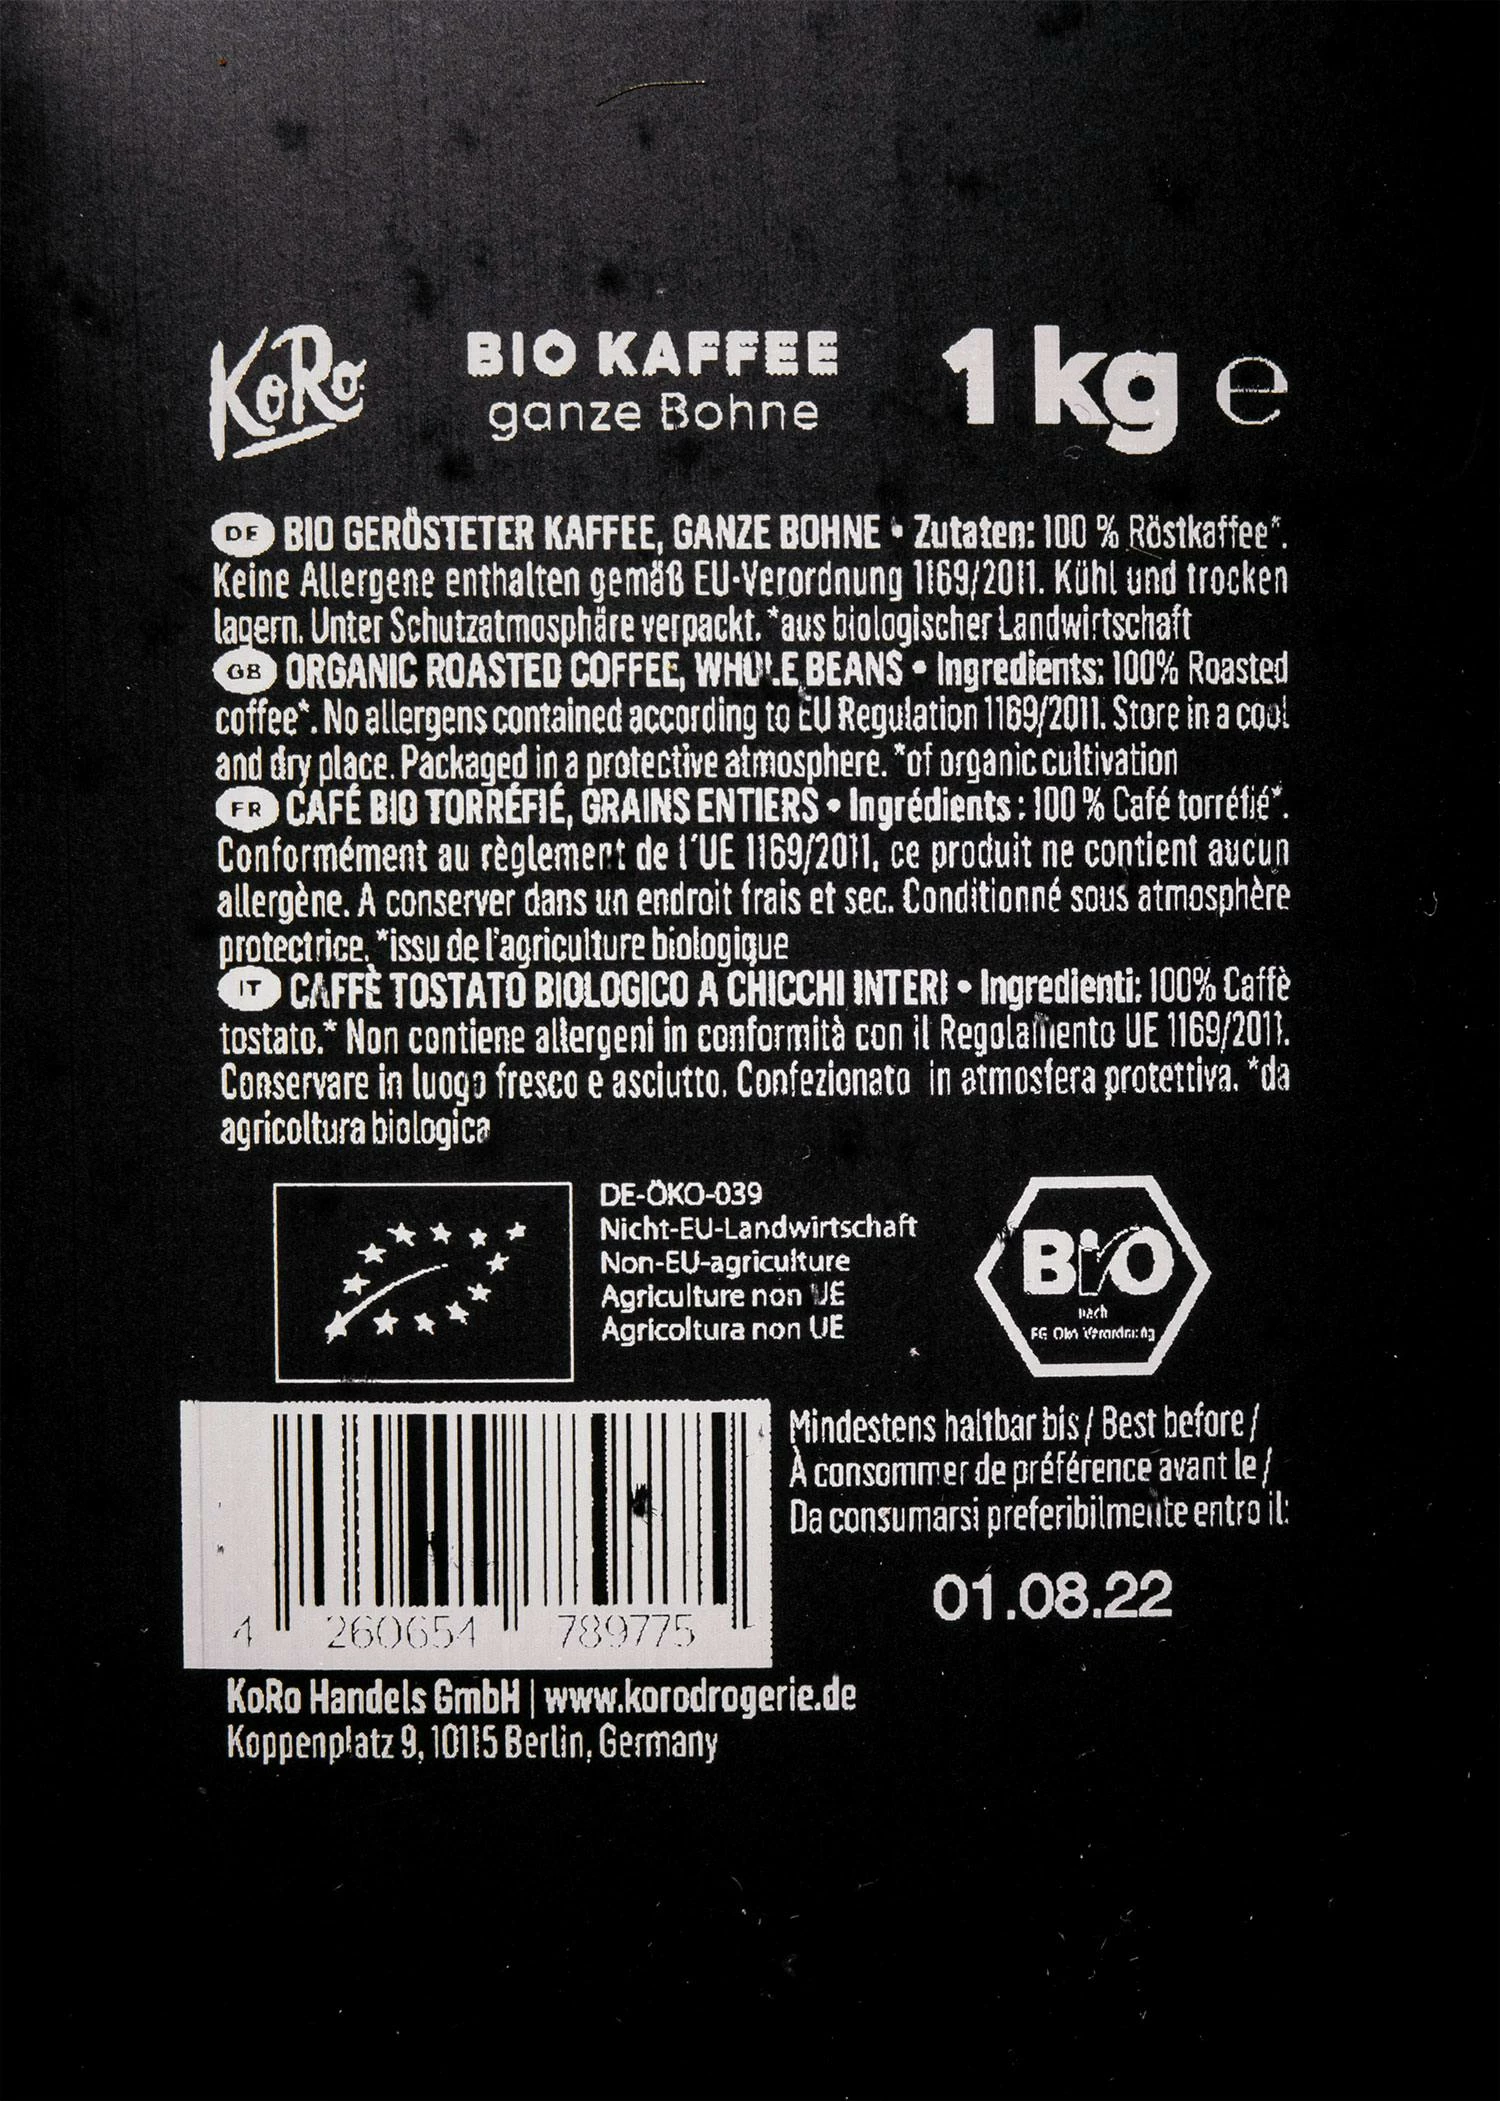 KoRo
BIO KAFFEE
ganze Bohne
1 kg ℮
DE BIO GERÖSTETER KAFFEE, GANZE BOHNE • Zutaten: 100 % Röstkaffee*.
Keine Allergene enthalten gemäß EU-Verordnung 1169/2011. Kühl und trocken
lagern. Unter Schutzatmosphäre verpackt. *aus biologischer Landwirtschaft
GB ORGANIC ROASTED COFFEE, WHOLE BEANS • Ingredients: 100% Roasted
coffee*. No allergens contained according to EU Regulation 1169/2011. Store in a cool
and dry place. Packaged in a protective atmosphere. *of organic cultivation
FR CAFÉ BIO TORRÉFIÉ, GRAINS ENTIERS • Ingrédients : 100 % Café torréfié*.
Conformément au règlement de l'UE 1169/2011, ce produit ne contient aucun
allergène. A conserver dans un endroit frais et sec. Conditionné sous atmosphère
protectrice. *issu de l'agriculture biologique
IT CAFFÈ TOSTATO BIOLOGICO A CHICCHI INTERI • Ingredienti: 100% Caffè
tostato.* Non contiene allergeni in conformità con il Regolamento UE 1169/2011.
Conservare in luogo fresco e asciutto. Confezionato in atmosfera protettiva. *da
agricoltura biologica
DE-ÖKO-039
Nicht-EU-Landwirtschaft
Non-EU-agriculture
Agriculture non UE
Agricoltura non UE
BIO
nach
EG Öko Verordnung
Mindestens haltbar bis / Best before /
À consommer de préférence avant le /
Da consumarsi preferibilmente entro il:
01.08.22
4 260654 789775
KoRo Handels GmbH | www.korodrogerie.de
Koppenplatz 9, 10115 Berlin, Germany